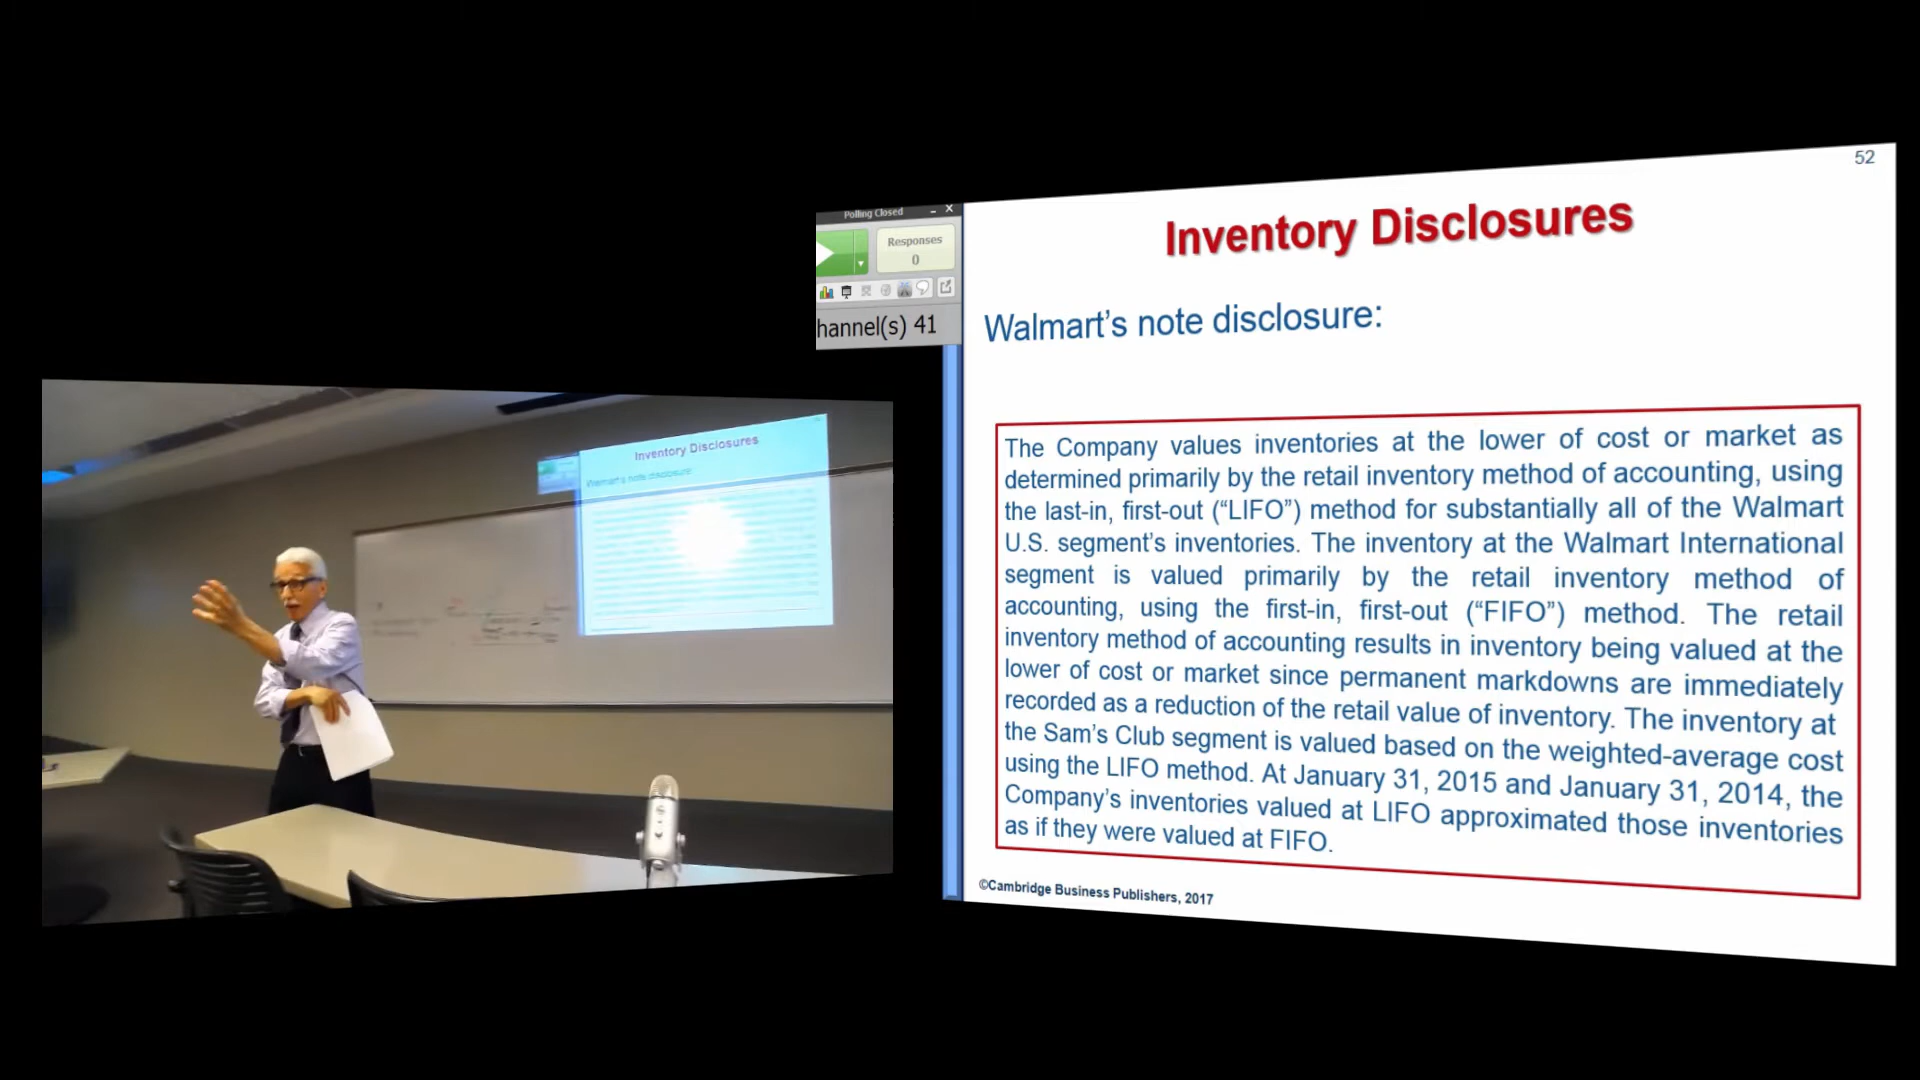 52
Polling Closed
Responses
0
hannel(s) 41
Inventory Disclosures
Walmart’s note disclosure:
The Company values inventories at the lower of cost or market as
determined primarily by the retail inventory method of accounting, using
the last-in, first-out (“LIFO”) method for substantially all of the Walmart
U.S. segment’s inventories. The inventory at the Walmart International
segment is valued primarily by the retail inventory method of
accounting, using the first-in, first-out (“FIFO”) method. The retail
inventory method of accounting results in inventory being valued at the
lower of cost or market since permanent markdowns are immediately
recorded as a reduction of the retail value of inventory. The inventory at
the Sam’s Club segment is valued based on the weighted-average cost
using the LIFO method. At January 31, 2015 and January 31, 2014, the
Company’s inventories valued at LIFO approximated those inventories
as if they were valued at FIFO.
©Cambridge Business Publishers, 2017
Inventory Disclosures
Walmart’s note disclosure: